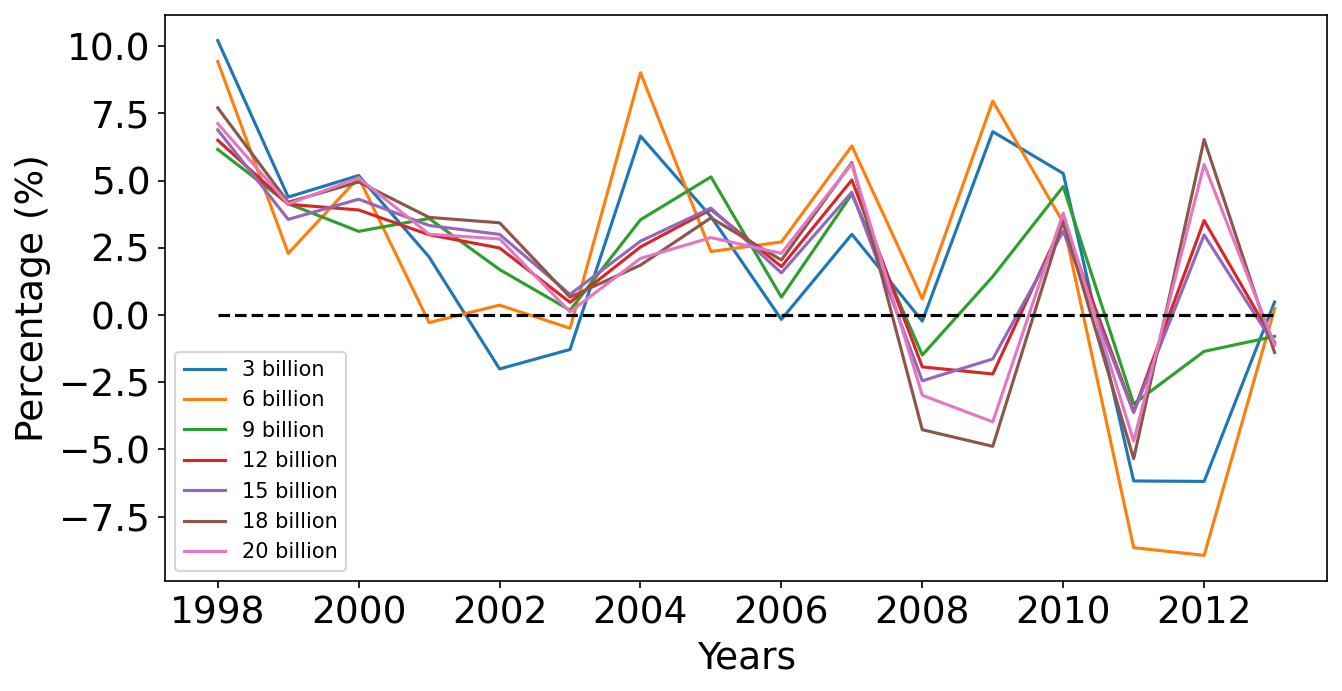 10.0
7.5
5.0
2.5
0.0
−2.5
−5.0
−7.5
Percentage (%)
3 billion
6 billion
9 billion
12 billion
15 billion
18 billion
20 billion
1998 2000 2002 2004 2006 2008 2010 2012
Years